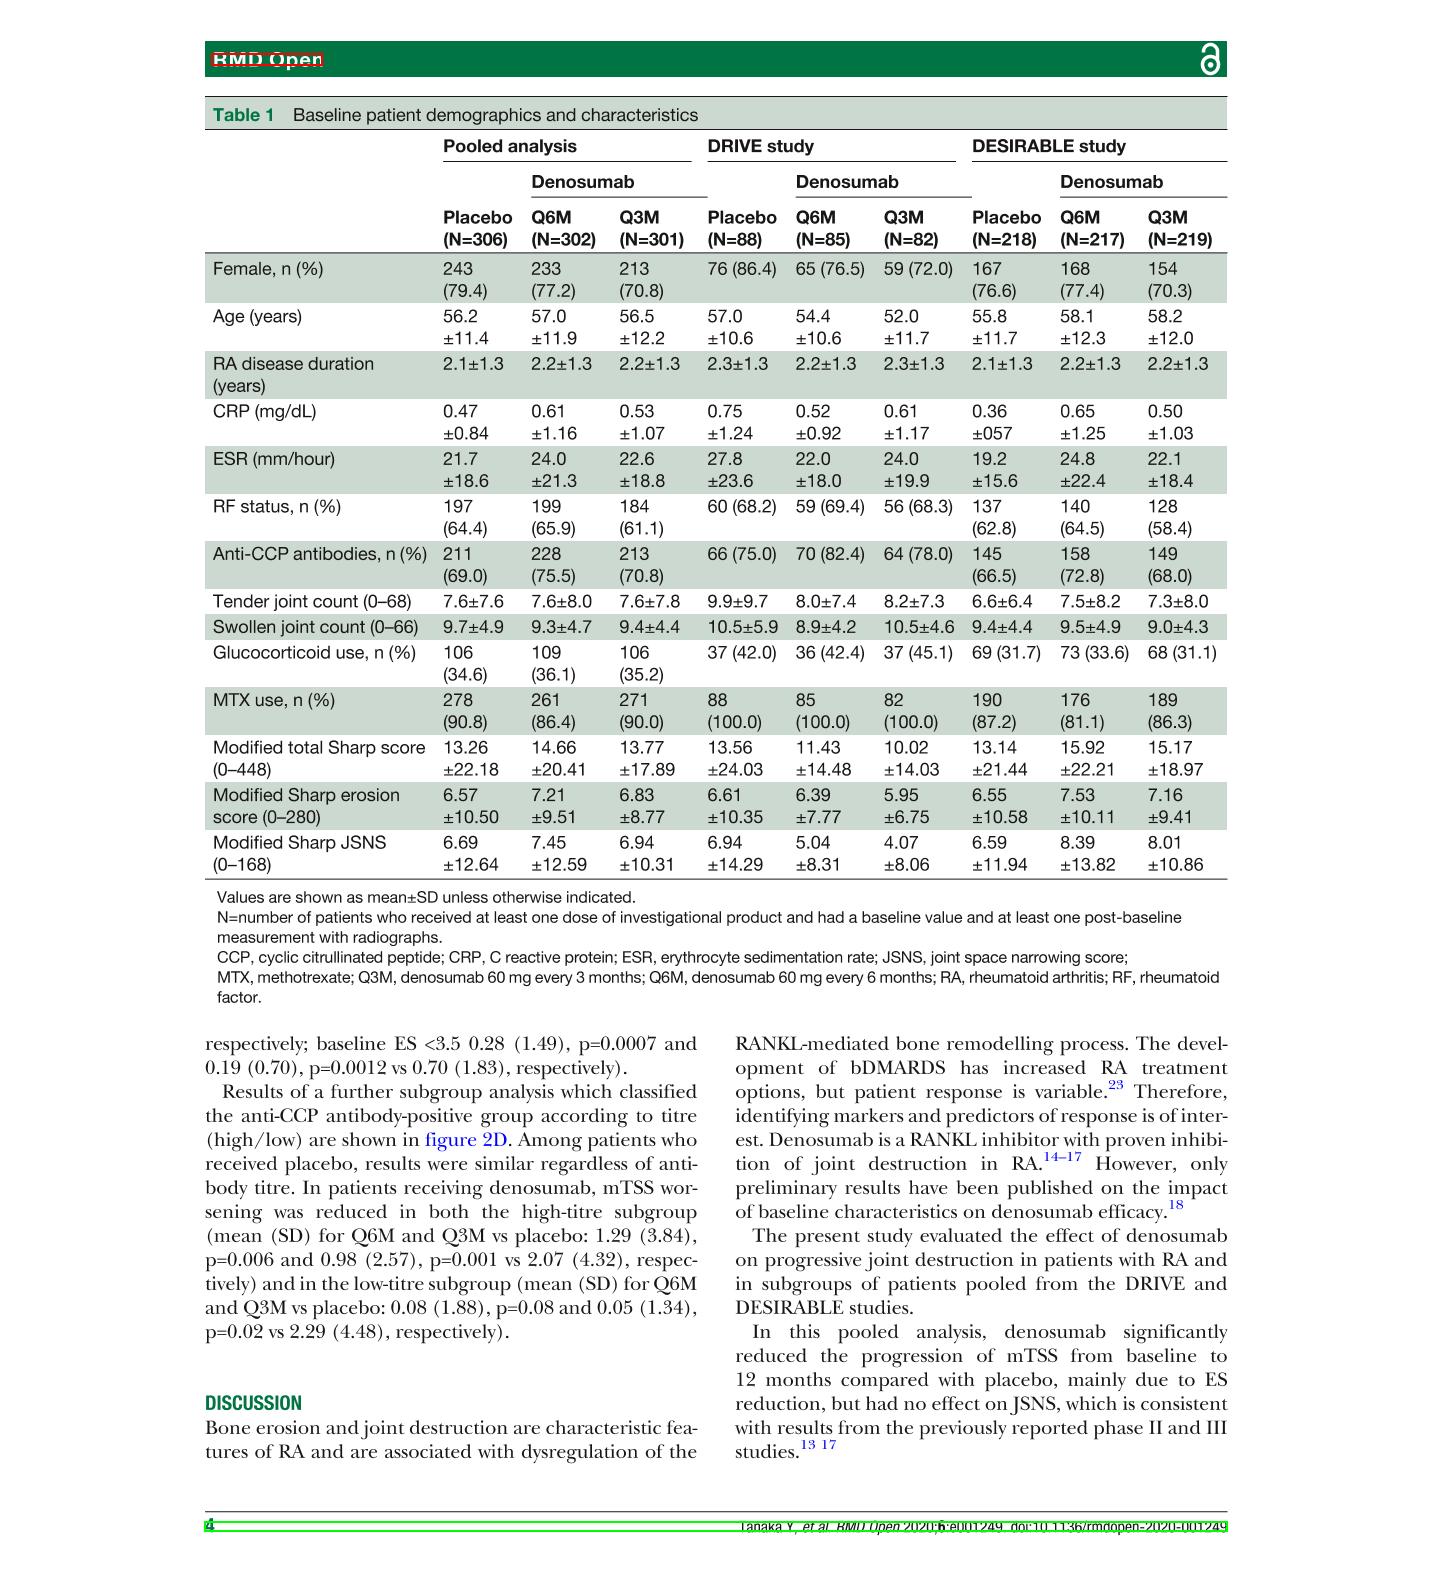 RMD Open
Table 1 Baseline patient demographics and characteristics
Pooled analysis DRIVE study DESIRABLE study
Denosumab Denosumab Denosumab
Placebo Q6M Q3M Placebo Q6M Q3M Placebo Q6M Q3M
(N=306) (N=302) (N=301) (N=88) (N=85) (N=82) (N=218) (N=217) (N=219)
Female, n (%) 243 233 213 76 (86.4) 65 (76.5) 59 (72.0) 167 168 154
(79.4) (77.2) (70.8) (76.6) (77.4) (70.3)
Age (years) 56.2 57.0 56.5 57.0 54.4 52.0 55.8 58.1 58.2
±11.4 ±11.9 ±12.2 ±10.6 ±10.6 ±11.7 ±11.7 ±12.3 ±12.0
RA disease duration 2.1±1.3 2.2±1.3 2.2±1.3 2.3±1.3 2.2±1.3 2.3±1.3 2.1±1.3 2.2±1.3 2.2±1.3
(years)
CRP (mg/dL) 0.47 0.61 0.53 0.75 0.52 0.61 0.36 0.65 0.50
±0.84 ±1.16 ±1.07 ±1.24 ±0.92 ±1.17 ±057 ±1.25 ±1.03
ESR (mm/hour) 21.7 24.0 22.6 27.8 22.0 24.0 19.2 24.8 22.1
±18.6 ±21.3 ±18.8 ±23.6 ±18.0 ±19.9 ±15.6 ±22.4 ±18.4
RF status, n (%) 197 199 184 60 (68.2) 59 (69.4) 56 (68.3) 137 140 128
(64.4) (65.9) (61.1) (62.8) (64.5) (58.4)
Anti-CCP antibodies, n (%) 211 228 213 66 (75.0) 70 (82.4) 64 (78.0) 145 158 149
(69.0) (75.5) (70.8) (66.5) (72.8) (68.0)
Tender joint count (0–68) 7.6±7.6 7.6±8.0 7.6±7.8 9.9±9.7 8.0±7.4 8.2±7.3 6.6±6.4 7.5±8.2 7.3±8.0
Swollen joint count (0–66) 9.7±4.9 9.3±4.7 9.4±4.4 10.5±5.9 8.9±4.2 10.5±4.6 9.4±4.4 9.5±4.9 9.0±4.3
Glucocorticoid use, n (%) 106 109 106 37 (42.0) 36 (42.4) 37 (45.1) 69 (31.7) 73 (33.6) 68 (31.1)
(34.6) (36.1) (35.2)
MTX use, n (%) 278 261 271 88 85 82 190 176 189
(90.8) (86.4) (90.0) (100.0) (100.0) (100.0) (87.2) (81.1) (86.3)
Modified total Sharp score 13.26 14.66 13.77 13.56 11.43 10.02 13.14 15.92 15.17
(0–448) ±22.18 ±20.41 ±17.89 ±24.03 ±14.48 ±14.03 ±21.44 ±22.21 ±18.97
Modified Sharp erosion 6.57 7.21 6.83 6.61 6.39 5.95 6.55 7.53 7.16
score (0–280) ±10.50 ±9.51 ±8.77 ±10.35 ±7.77 ±6.75 ±10.58 ±10.11 ±9.41
Modified Sharp JSNS 6.69 7.45 6.94 6.94 5.04 4.07 6.59 8.39 8.01
(0–168) ±12.64 ±12.59 ±10.31 ±14.29 ±8.31 ±8.06 ±11.94 ±13.82 ±10.86
Values are shown as mean±SD unless otherwise indicated.
N=number of patients who received at least one dose of investigational product and had a baseline value and at least one post-baseline
measurement with radiographs.
CCP, cyclic citrullinated peptide; CRP, C reactive protein; ESR, erythrocyte sedimentation rate; JSNS, joint space narrowing score;
MTX, methotrexate; Q3M, denosumab 60 mg every 3 months; Q6M, denosumab 60 mg every 6 months; RA, rheumatoid arthritis; RF, rheumatoid
factor.
respectively; baseline ES <3.5 0.28 (1.49), p=0.0007 and
0.19 (0.70), p=0.0012 vs 0.70 (1.83), respectively).
Results of a further subgroup analysis which classified
the anti-CCP antibody-positive group according to titre
(high/low) are shown in figure 2D. Among patients who
received placebo, results were similar regardless of anti-
body titre. In patients receiving denosumab, mTSS wor-
sening was reduced in both the high-titre subgroup
(mean (SD) for Q6M and Q3M vs placebo: 1.29 (3.84),
p=0.006 and 0.98 (2.57), p=0.001 vs 2.07 (4.32), respec-
tively) and in the low-titre subgroup (mean (SD) for Q6M
and Q3M vs placebo: 0.08 (1.88), p=0.08 and 0.05 (1.34),
p=0.02 vs 2.29 (4.48), respectively).
DISCUSSION
Bone erosion and joint destruction are characteristic fea-
tures of RA and are associated with dysregulation of the
RANKL-mediated bone remodelling process. The devel-
opment of bDMARDS has increased RA treatment
options, but patient response is variable.23 Therefore,
identifying markers and predictors of response is of inter-
est. Denosumab is a RANKL inhibitor with proven inhibi-
tion of joint destruction in RA.14–17 However, only
preliminary results have been published on the impact
of baseline characteristics on denosumab efficacy.18
The present study evaluated the effect of denosumab
on progressive joint destruction in patients with RA and
in subgroups of patients pooled from the DRIVE and
DESIRABLE studies.
In this pooled analysis, denosumab significantly
reduced the progression of mTSS from baseline to
12 months compared with placebo, mainly due to ES
reduction, but had no effect on JSNS, which is consistent
with results from the previously reported phase II and III
studies.13 17
4 Tanaka Y, et al. RMD Open 2020;6:e001249. doi:10.1136/rmdopen-2020-001249